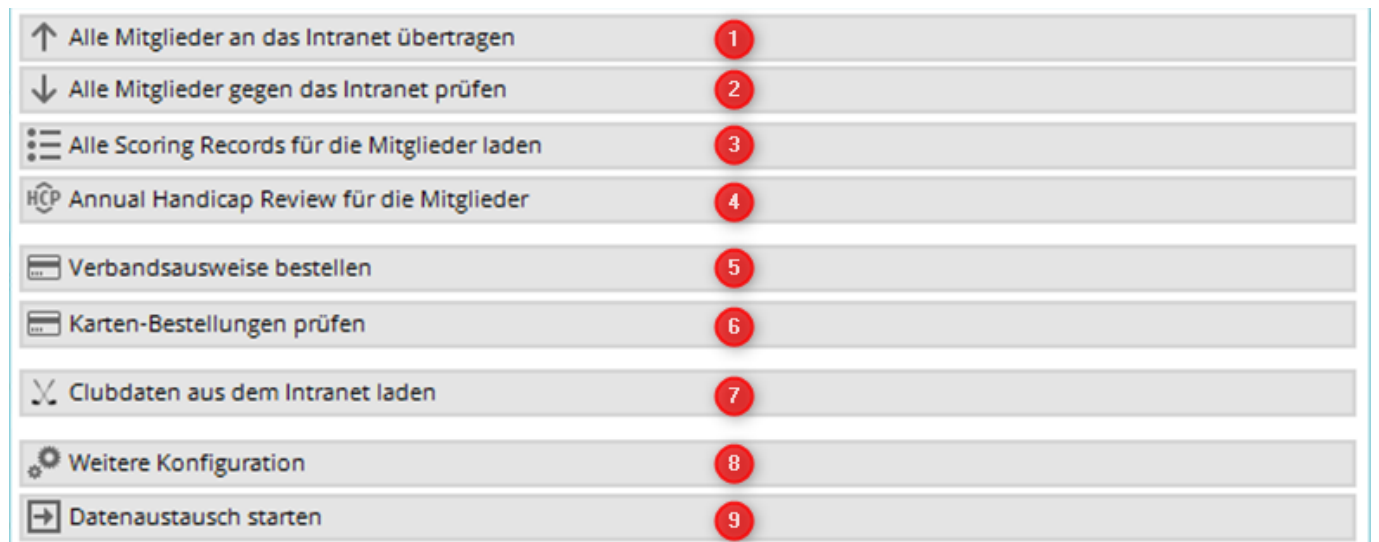 Alle Mitglieder an das Intranet übertragen 1
Alle Mitglieder gegen das Intranet prüfen 2
Alle Scoring Records für die Mitglieder laden 3
HCP Annual Handicap Review für die Mitglieder 4
Verbandsausweise bestellen 5
Karten-Bestellungen prüfen 6
Clubdaten aus dem Intranet laden 7
Weitere Konfiguration 8
Datenaustausch starten 9